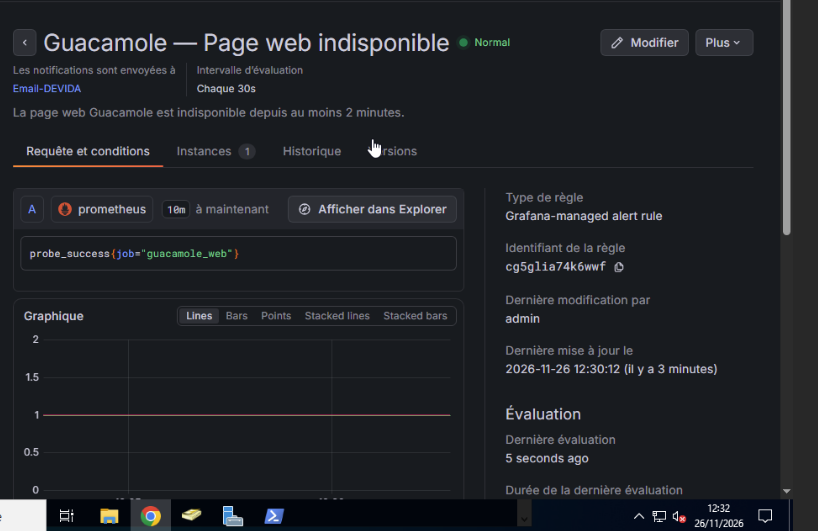 Guacamole — Page web indisponible
Normal
Modifier
Plus
Les notifications sont envoyées à
Intervalle d'évaluation
Email-DEVIDA
Chaque 30s
La page web Guacamole est indisponible depuis au moins 2 minutes.
Requête et conditions
Instances 1
Historique
A
prometheus
10m à maintenant
Afficher dans Explorer
probe_success{job="guacamole_web"}
Graphique
Lines
Bars
Points
Stacked lines
Stacked bars
2
1.5
1
0.5
0
Type de règle
Grafana-managed alert rule
Identifiant de la règle
cg5glia74k6wwf
Dernière modification par
admin
Dernière mise à jour le
2026-11-26 12:30:12 (il y a 3 minutes)
Évaluation
Dernière évaluation
5 seconds ago
Durée de la dernière évaluation
12:32
26/11/2026